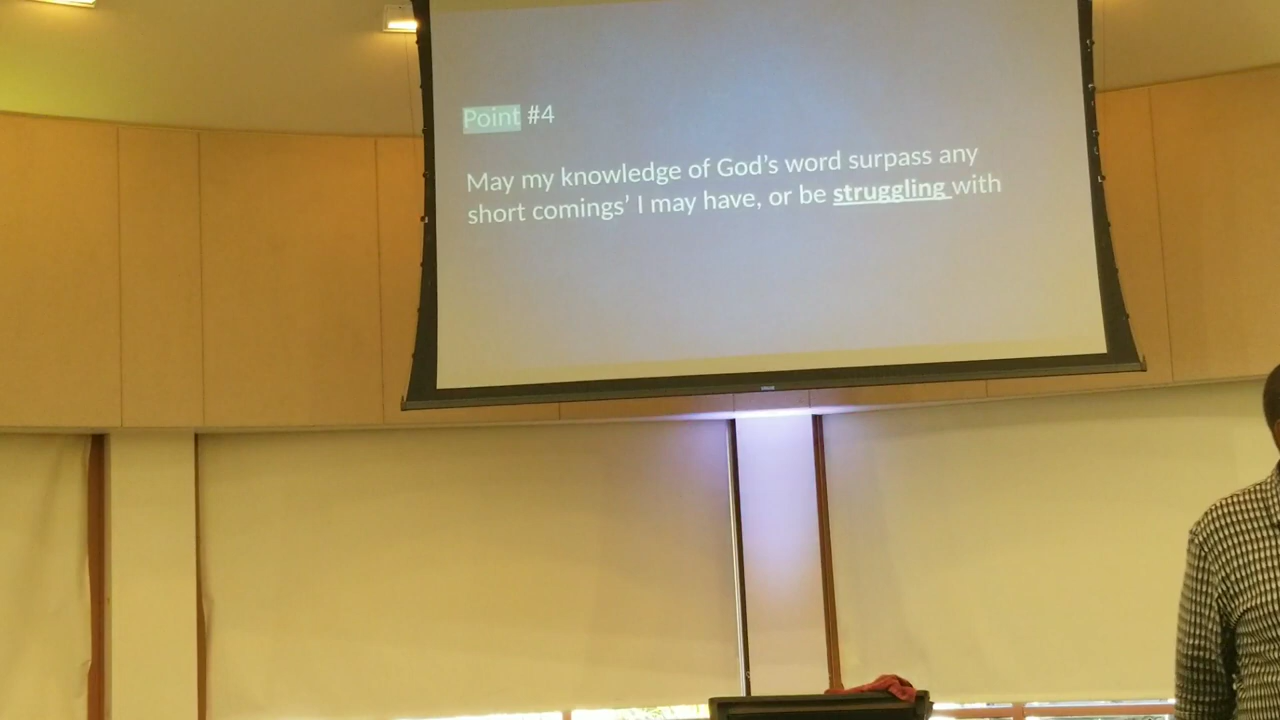 Point #4
May my knowledge of God’s word surpass any
short comings’ I may have, or be struggling with